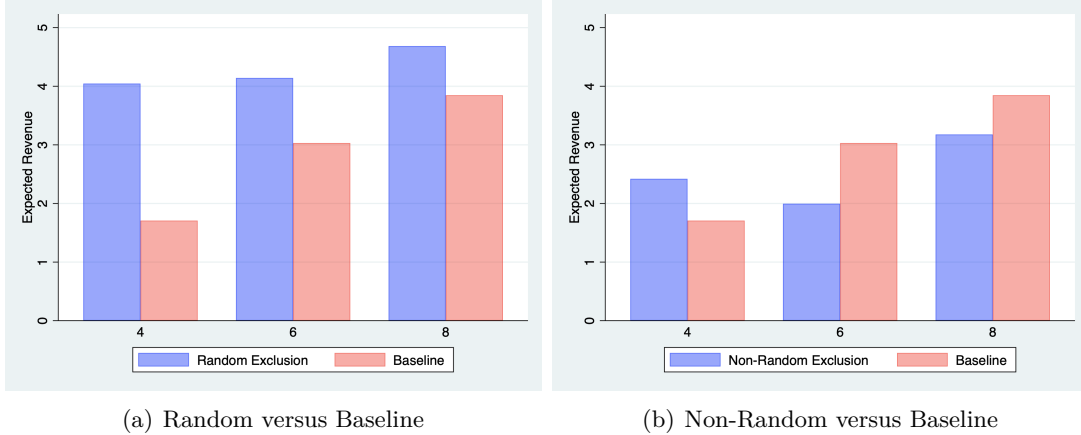 Expected Revenue
5
4
3
2
1
0
4 6 8
Random Exclusion Baseline
(a) Random versus Baseline
Expected Revenue
5
4
3
2
1
0
4 6 8
Non-Random Exclusion Baseline
(b) Non-Random versus Baseline